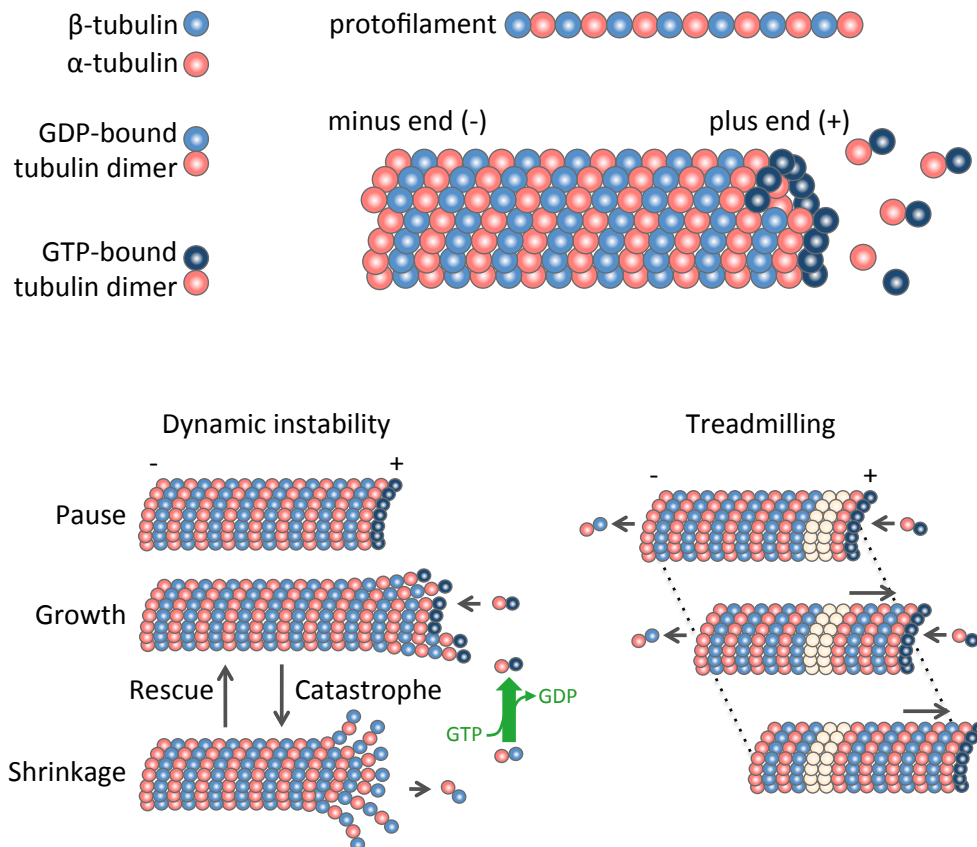 β-tubulin
α-tubulin
protofilament
GDP-bound
tubulin dimer
GTP-bound
tubulin dimer
minus end (-)
plus end (+)
Dynamic instability
- +
Pause
Growth
Rescue
Catastrophe
GTP
GDP
Shrinkage
Treadmilling
- +